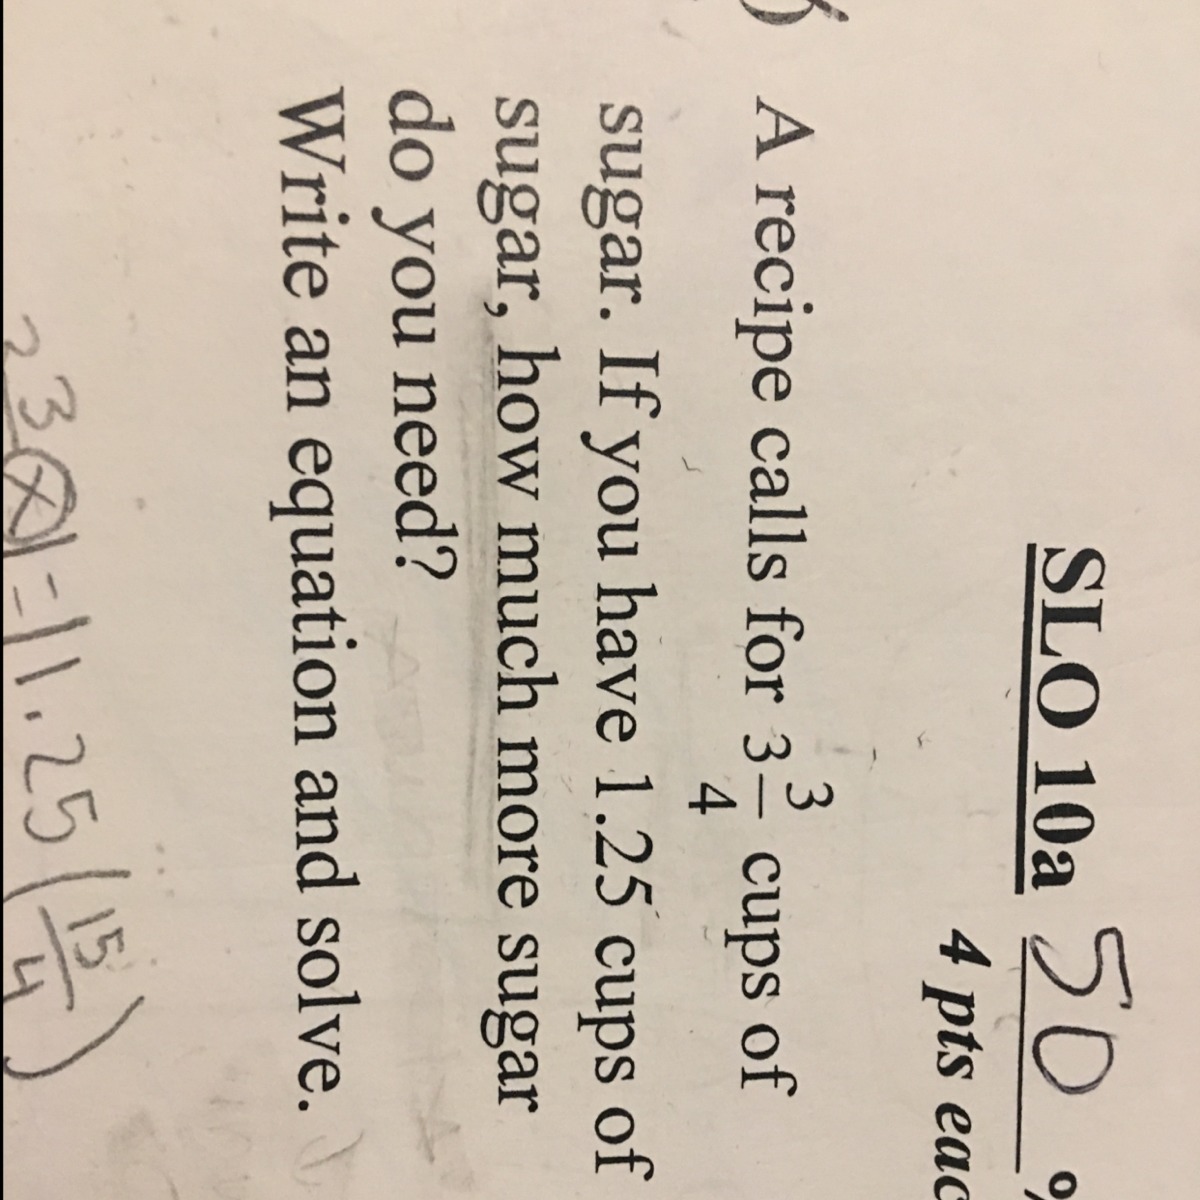 SLO 10a 50 %
4 pts eac
A recipe calls for 3 3/4 cups of
sugar. If you have 1.25 cups of
sugar, how much more sugar
do you need?
Write an equation and solve.
= 1.25 (15/4)